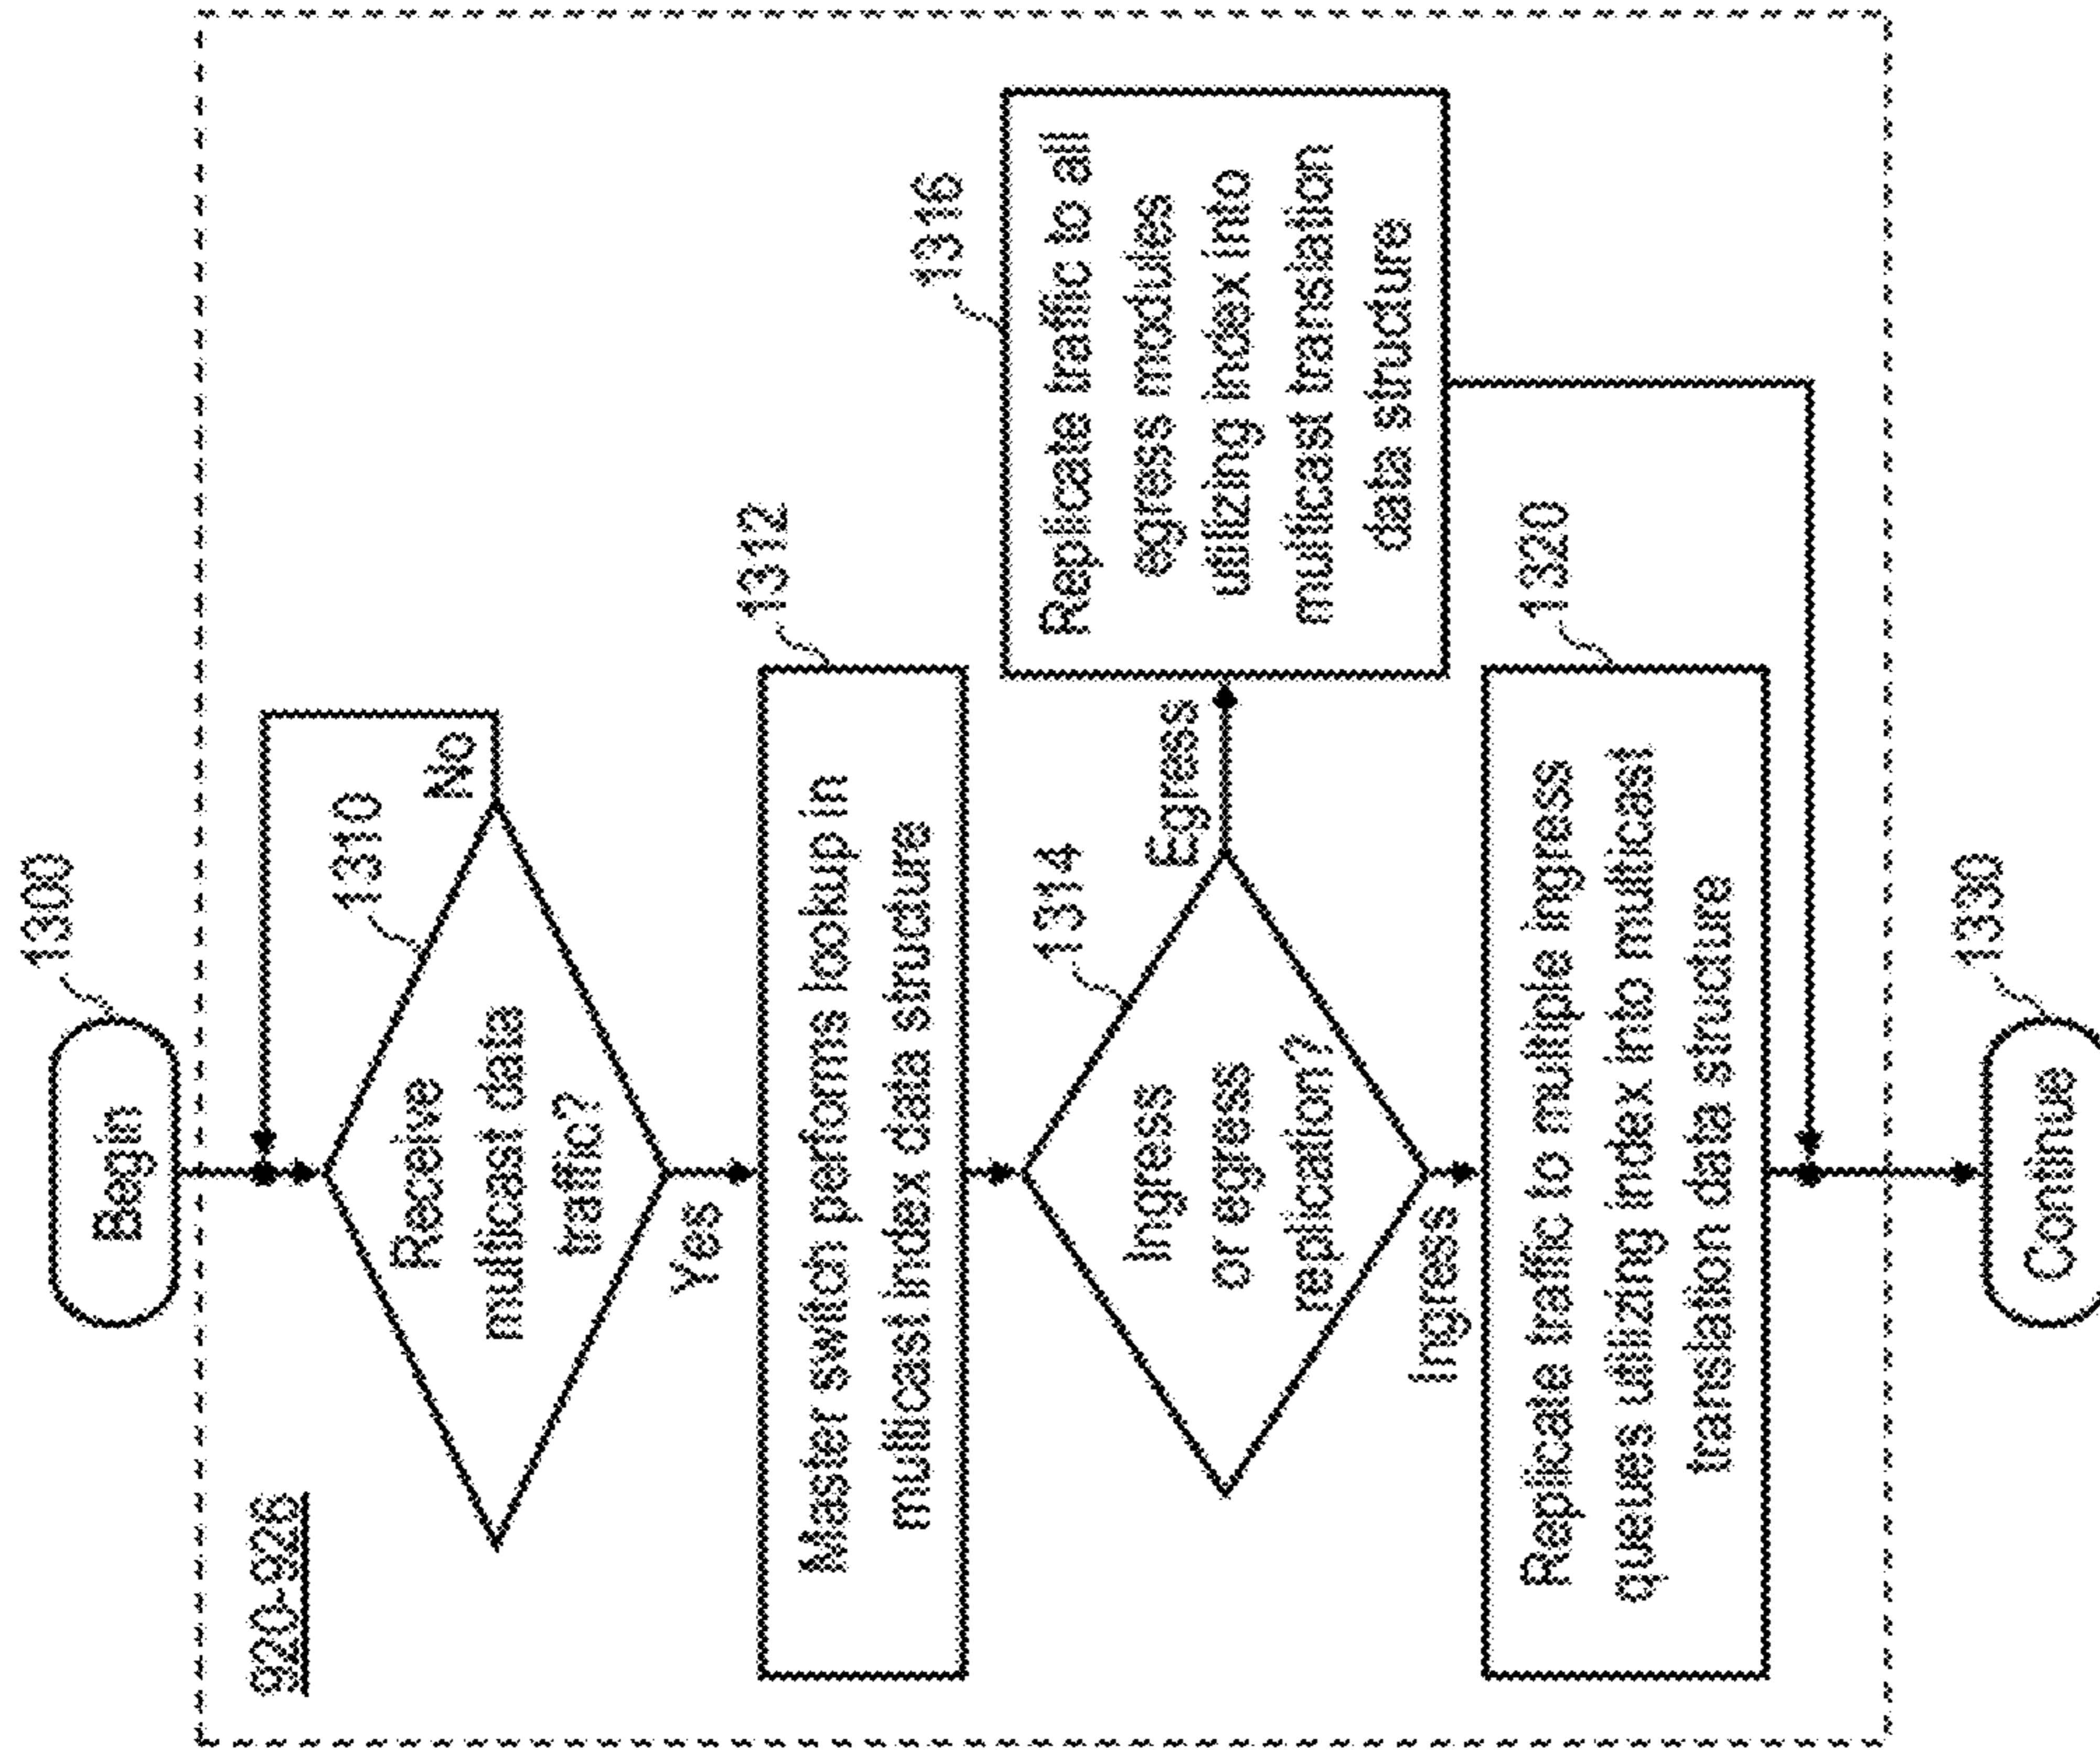 1300
Begin
920-926
1310
Receive
multicast data
traffic?
No
Yes
1312
Master switch performs lookup in
multicast index data structure
1314
Ingress
or egress
replication?
Egress
1316
Replicate traffic to all
egress modules
utilizing index into
multicast translation
data structure
Ingress
1320
Replicate traffic to multiple ingress
queues utilizing index into multicast
translation data structure
1330
Continue